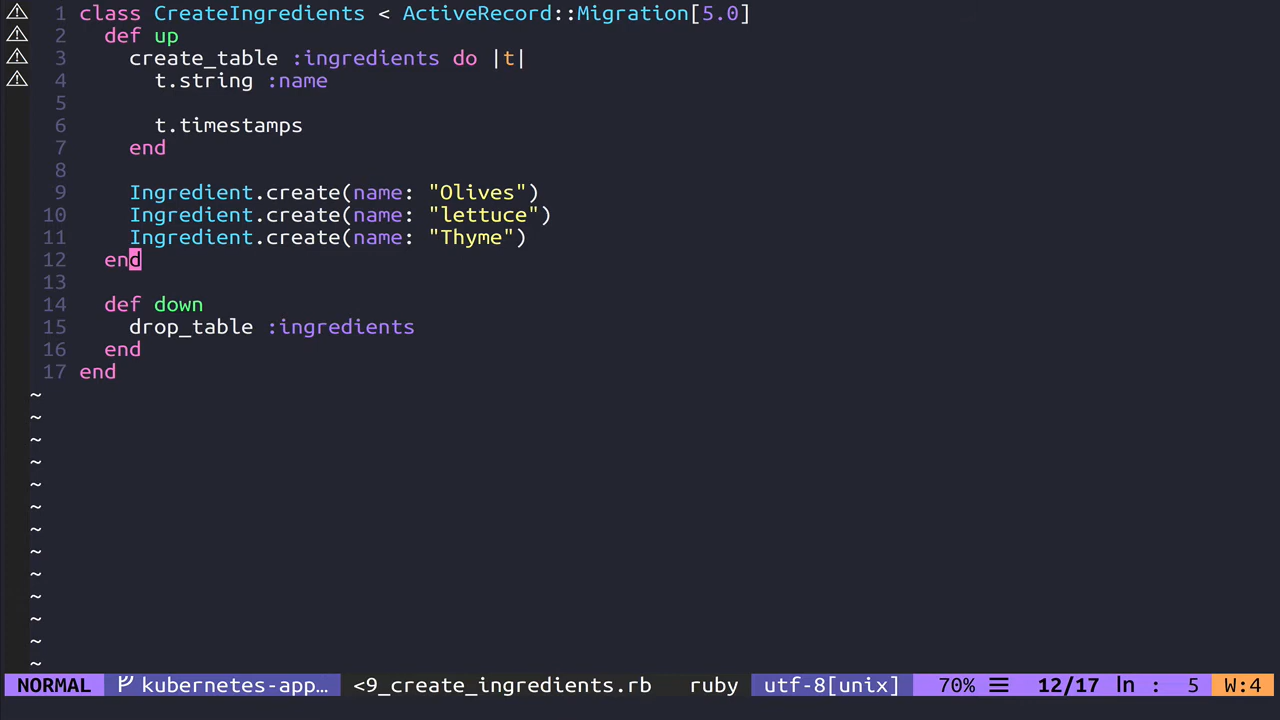 1 class CreateIngredients < ActiveRecord::Migration[5.0]
2   def up
3     create_table :ingredients do |t|
4       t.string :name
5
6       t.timestamps
7     end
8
9     Ingredient.create(name: "Olives")
10     Ingredient.create(name: "lettuce")
11     Ingredient.create(name: "Thyme")
12   end
13
14   def down
15     drop_table :ingredients
16   end
17 end
~
~
~
~
~
~
~
~
~
~
~
~
~
NORMAL kubernetes-app… <9_create_ingredients.rb ruby utf-8[unix] 70% ☰ 12/17 ln : 5 W:4